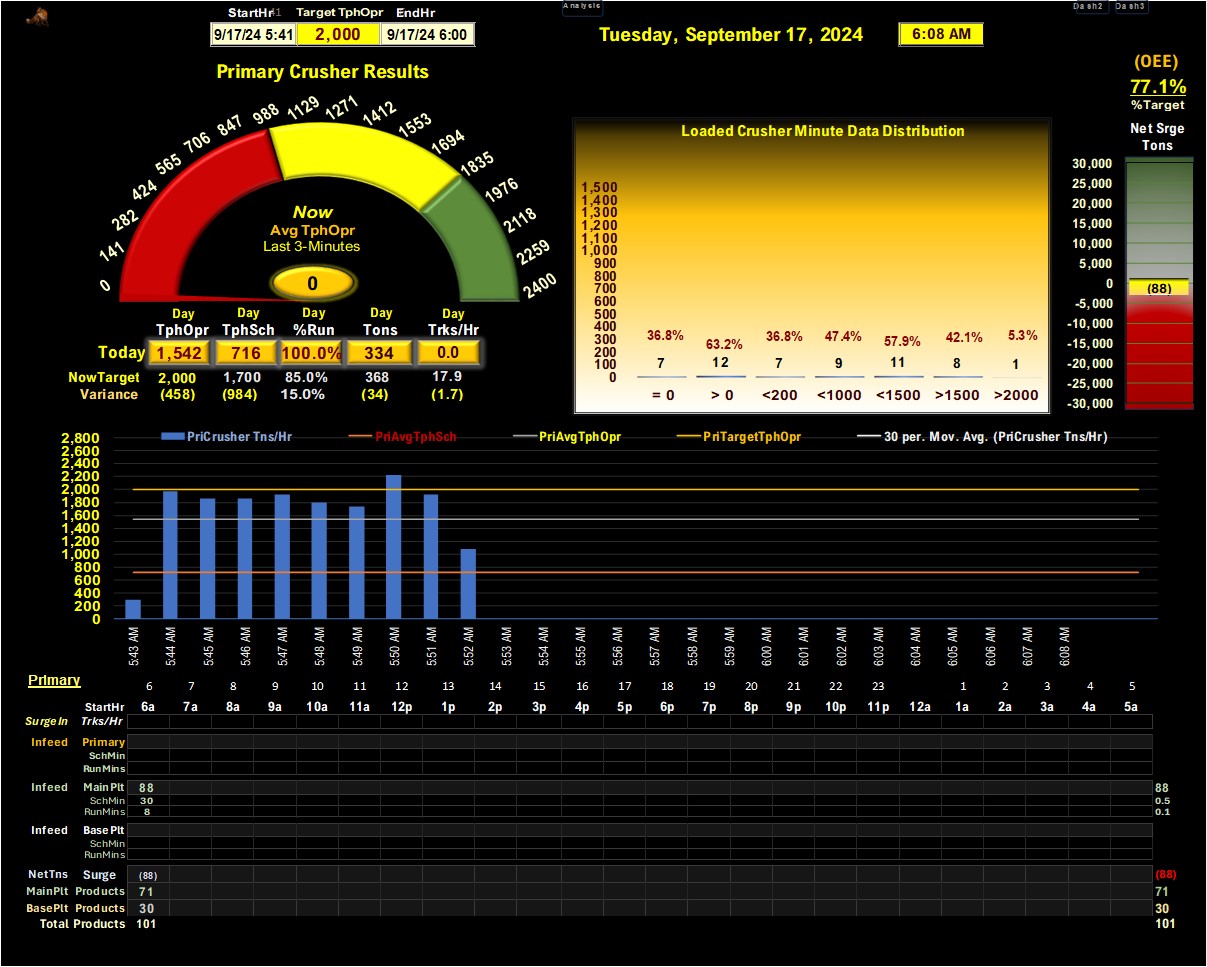 Analysis Dash2 Dash3
StartHr Target TphOpr EndHr
9/17/24 5:41 2,000 9/17/24 6:00
Tuesday, September 17, 2024 6:08 AM
(OEE)
77.1%
%Target
Net Srge
Tons
Primary Crusher Results
0 141 282 424 565 706 847 988 1129 1271 1412 1553 1694 1835 1976 2118 2259 2400
Now
Avg TphOpr
Last 3-Minutes
0
Day Day Day Day Day
TphOpr TphSch %Run Tons Trks/Hr
Today 1,542 716 100.0% 334 0.0
NowTarget 2,000 1,700 85.0% 368 17.9
Variance (458) (984) 15.0% (34) (1.7)
Loaded Crusher Minute Data Distribution
1,500
1,400
1,300
1,200
1,100
1,000
900
800
700
600
500
400
300
200
100
0
36.8% 63.2% 36.8% 47.4% 57.9% 42.1% 5.3%
7 12 7 9 11 8 1
= 0 > 0 <200 <1000 <1500 >1500 >2000
30,000
25,000
20,000
15,000
10,000
5,000
0
-5,000
-10,000
-15,000
-20,000
-25,000
-30,000
(88)
PriCrusher Tns/Hr PriAvgTphSch PriAvgTphOpr PriTargetTphOpr 30 per. Mov. Avg. (PriCrusher Tns/Hr)
2,800
2,600
2,400
2,200
2,000
1,800
1,600
1,400
1,200
1,000
800
600
400
200
0
5:43 AM 5:44 AM 5:45 AM 5:46 AM 5:47 AM 5:48 AM 5:49 AM 5:50 AM 5:51 AM 5:52 AM 5:53 AM 5:54 AM 5:55 AM 5:56 AM 5:57 AM 5:58 AM 5:59 AM 6:00 AM 6:01 AM 6:02 AM 6:03 AM 6:04 AM 6:05 AM 6:06 AM 6:07 AM 6:08 AM
Primary
6 7 8 9 10 11 12 13 14 15 16 17 18 19 20 21 22 23 1 2 3 4 5
StartHr 6a 7a 8a 9a 10a 11a 12p 1p 2p 3p 4p 5p 6p 7p 8p 9p 10p 11p 12a 1a 2a 3a 4a 5a
SurgeIn Trks/Hr
Infeed Primary
SchMin
RunMins
Infeed MainPlt 88 88
SchMin 30 0.5
RunMins 8 0.1
Infeed BasePlt
SchMin
RunMins
NetTns Surge (88) (88)
MainPlt Products 71 71
BasePlt Products 30 30
Total Products 101 101